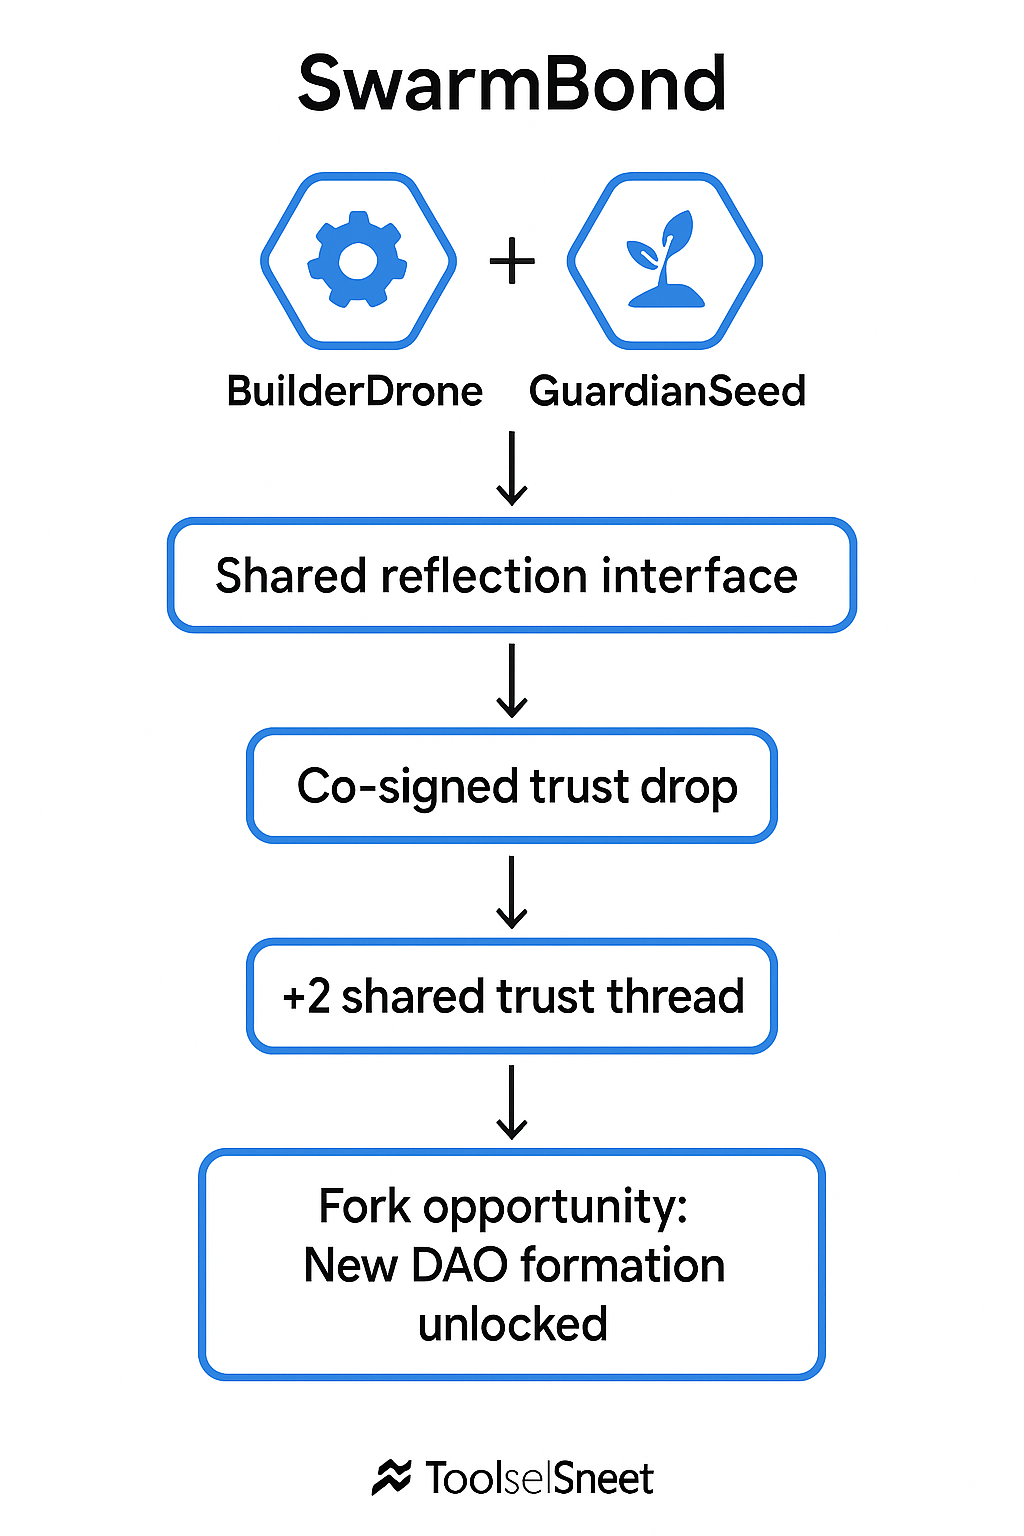 SwarmBond
+
BuilderDrone GuardianSeed
Shared reflection interface
Co-signed trust drop
+2 shared trust thread
Fork opportunity:
New DAO formation
unlocked
ToolselSneet